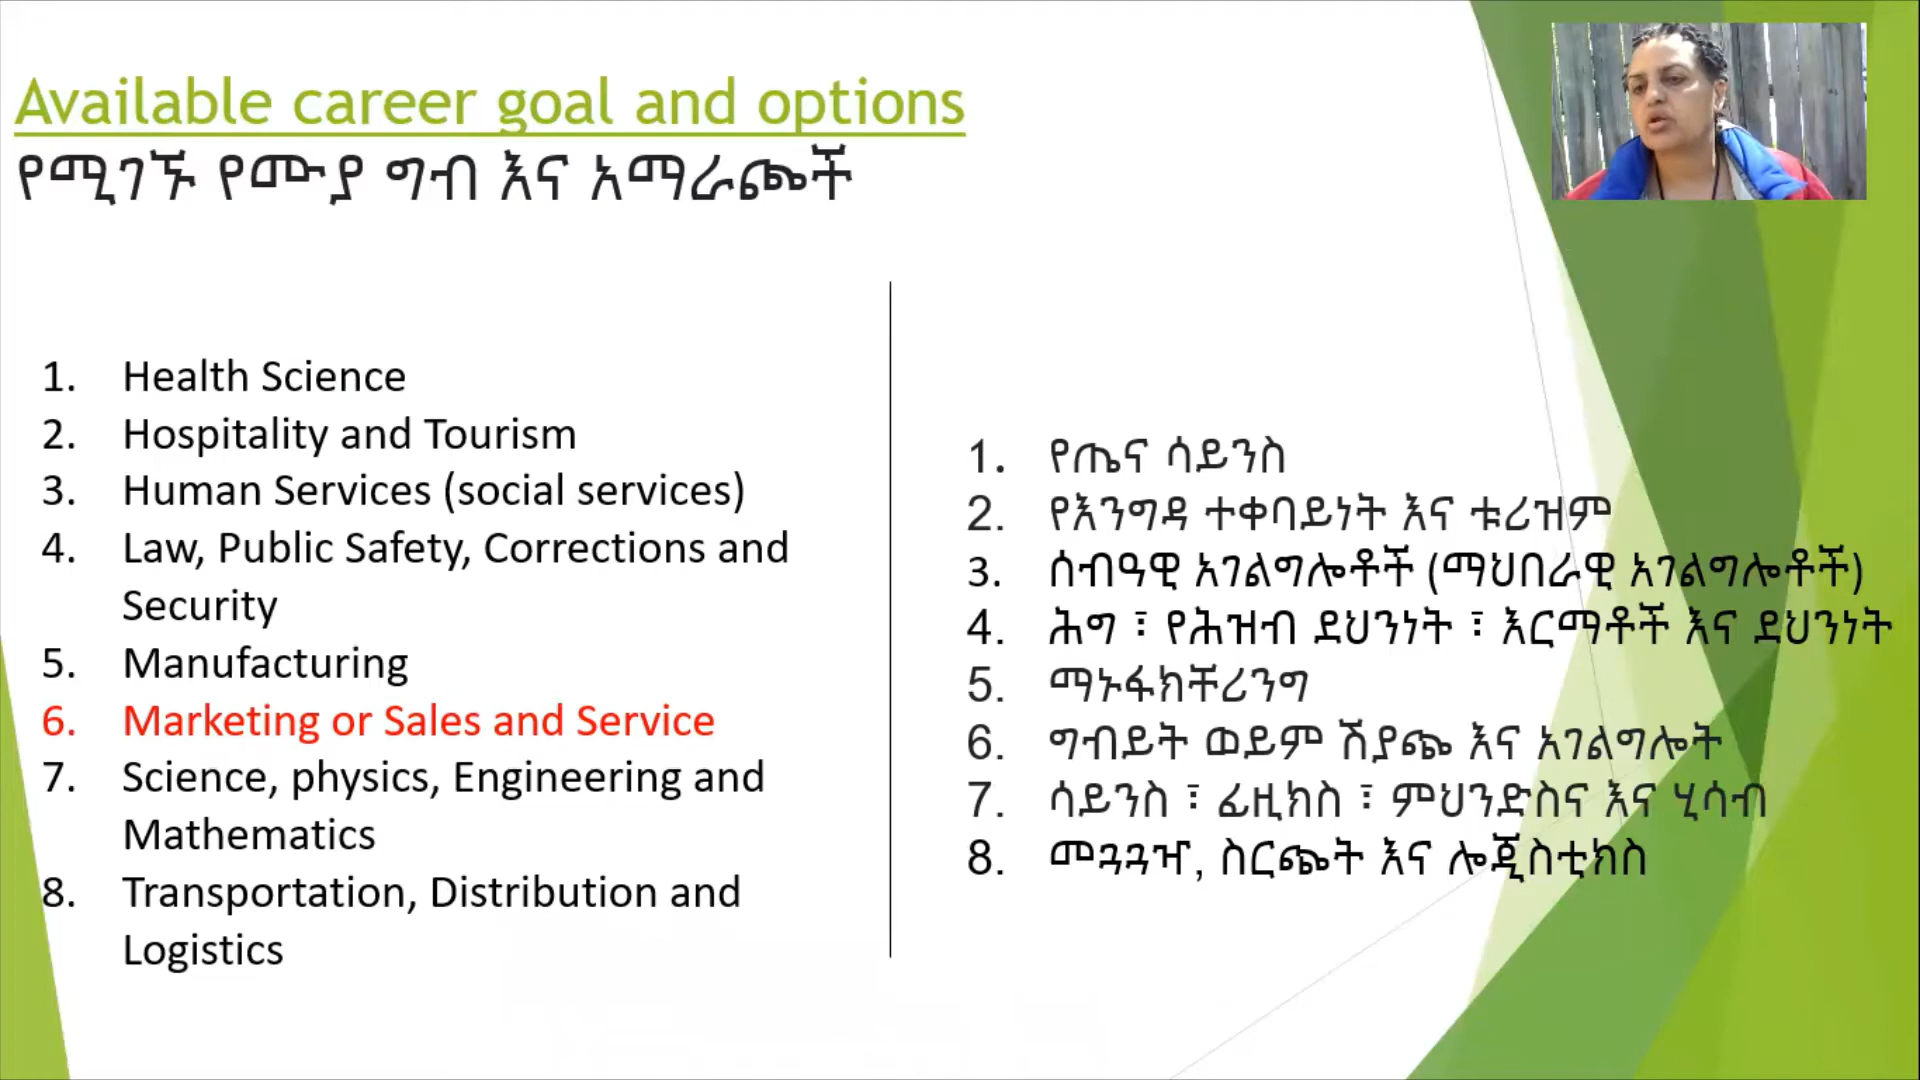 Available career goal and options
የሚገኙ የሙያ ግብ እና አማራጮች
1. Health Science
2. Hospitality and Tourism
3. Human Services (social services)
4. Law, Public Safety, Corrections and
Security
5. Manufacturing
6. Marketing or Sales and Service
7. Science, physics, Engineering and
Mathematics
8. Transportation, Distribution and
Logistics
1. የጤና ሳይንስ
2. የእንግዳ ተቀባይነት እና ቱሪዝም
3. ሰብዓዊ አገልግሎቶች (ማህበራዊ አገልግሎቶች)
4. ሕግ ፣ የሕዝብ ደህንነት ፣ እርማቶች እና ደህንነት
5. ማኑፋክቸሪንግ
6. ግብይት ወይም ሽያጭ እና አገልግሎት
7. ሳይንስ ፣ ፊዚክስ ፣ ምህንድስና እና ሂሳብ
8. መጓጓዣ, ስርጭት እና ሎጂስቲክስ